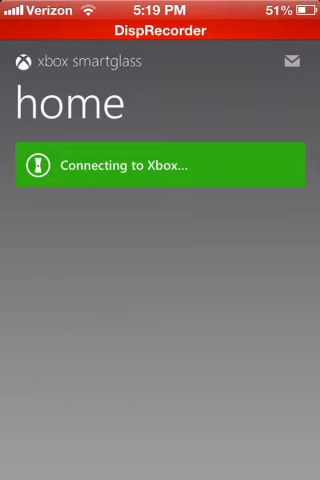 Verizon 5:19 PM 51%
DispRecorder
xbox smartglass
home
Connecting to Xbox...